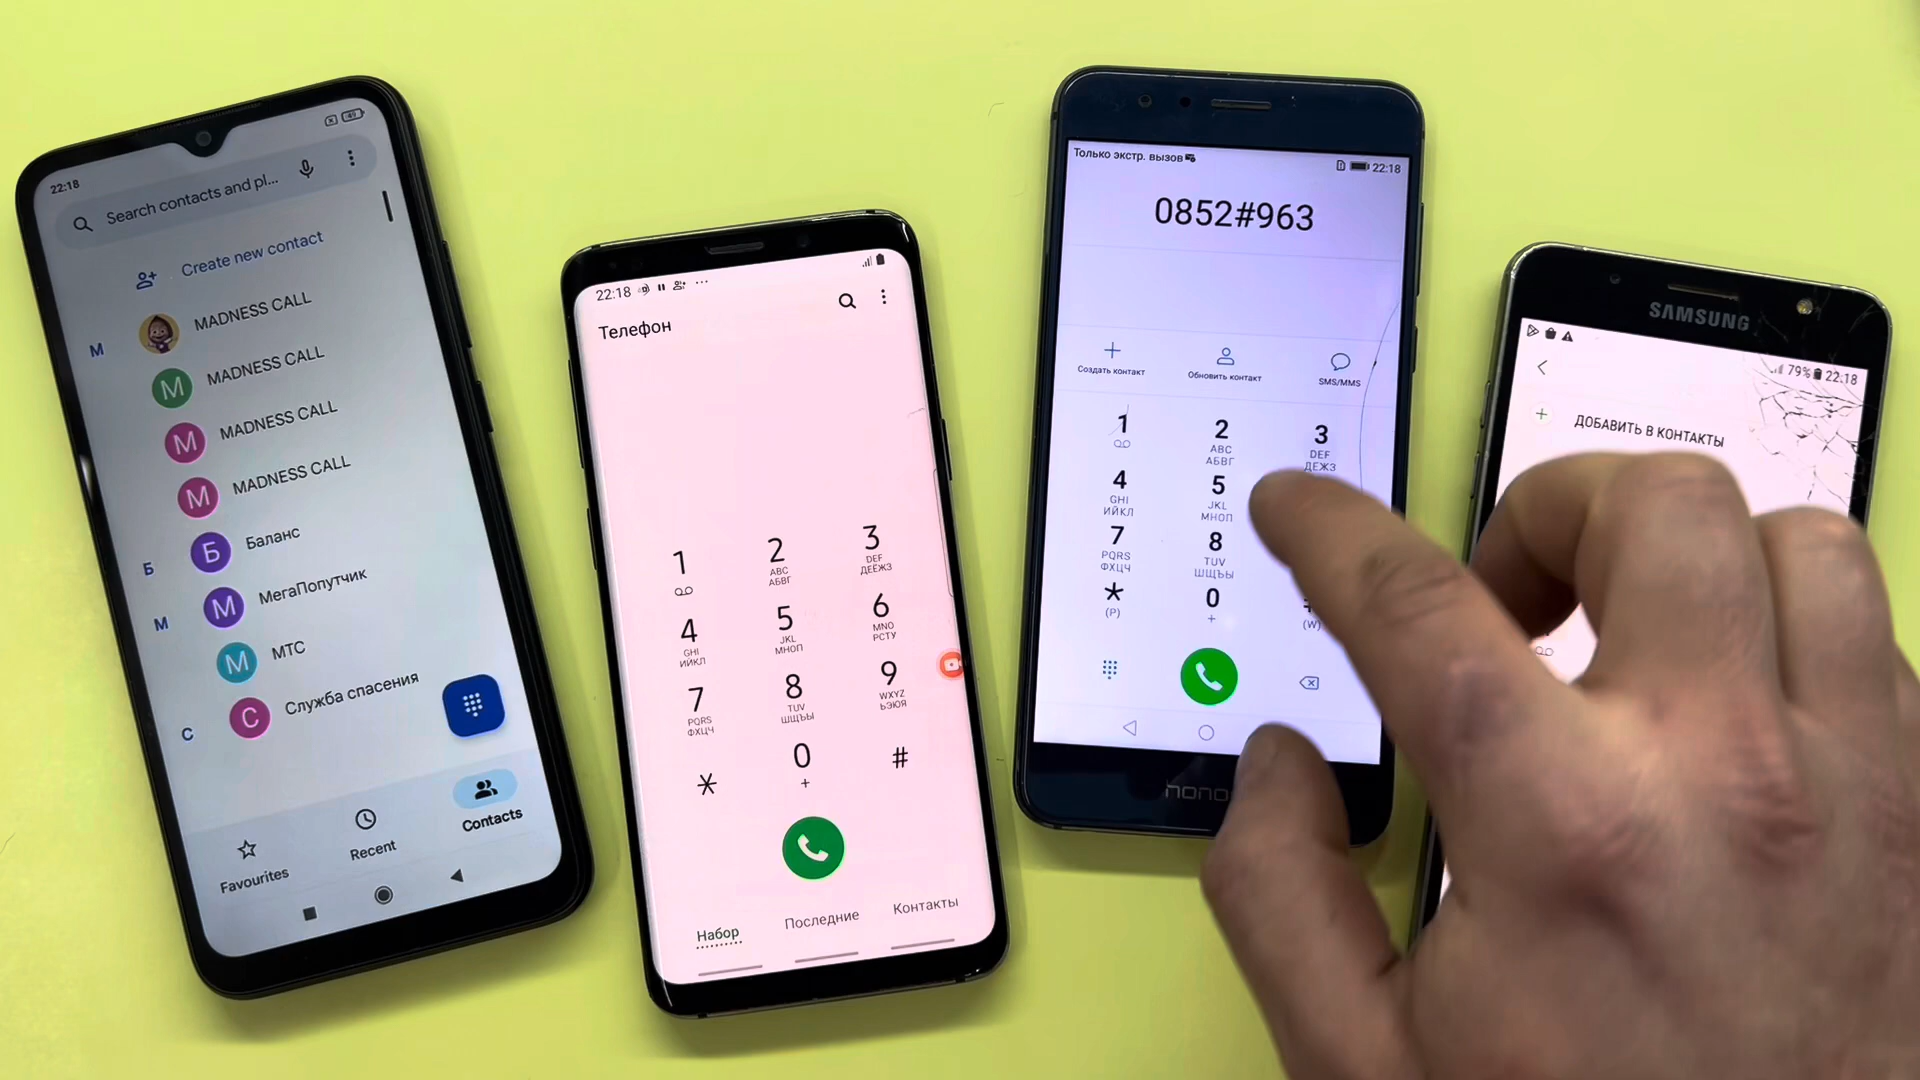 22:18
Search contacts and pl...
Create new contact
M
MADNESS CALL
M
MADNESS CALL
M
MADNESS CALL
M
MADNESS CALL
Б
Б
Баланс
М
М
МегаПопутчик
М
МТС
С
С
Служба спасения
Favourites
Recent
Contacts
22:18
Телефон
1
2
ABC
АБВГ
3
DEF
ДЕЁЖЗ
4
GHI
ИЙКЛ
5
JKL
МНОП
6
MNO
РСТУ
7
PQRS
ФХЦЧ
8
TUV
ШЩЪЫ
9
WXYZ
ЬЭЮЯ
*
0
+
#
Набор
Последние
Контакты
Только экстр. вызов
22:18
0852#963
Создать контакт
Обновить контакт
SMS/MMS
1
2
ABC
АБВГ
3
DEF
ДЕЖЗ
4
GHI
ИЙКЛ
5
JKL
МНОП
7
PQRS
ФХЦЧ
8
TUV
ШЩЪЫ
*
(P)
0
+
(W)
SAMSUNG
79% 22:18
ДОБАВИТЬ В КОНТАКТЫ